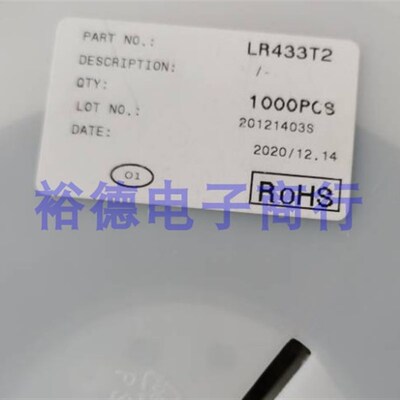 PART NO.: LR433T2
DESCRIPTION: /-
QTY: 1000PCS
LOT NO.: 20121403S
DATE: 2020/12.14
01 RoHS
裕德电子商行